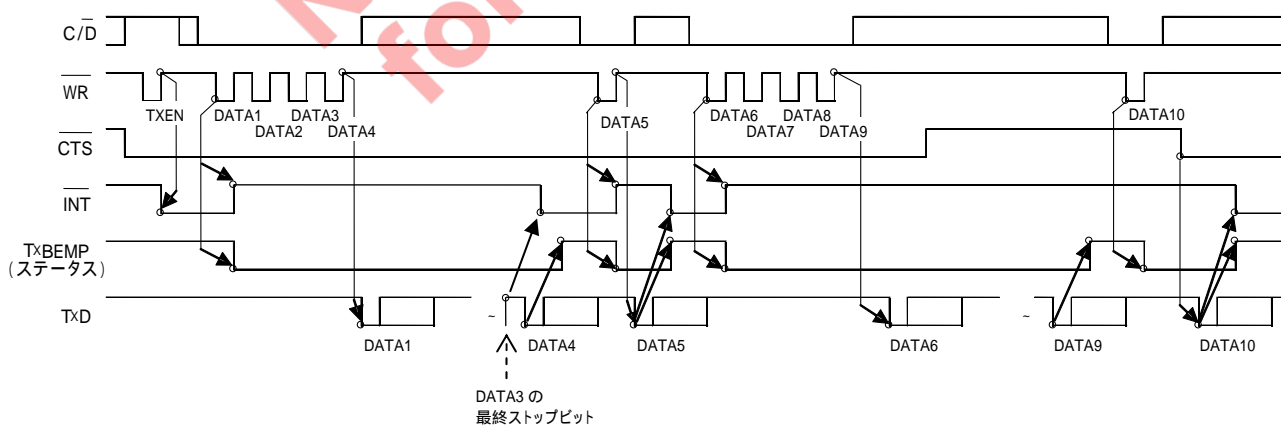 C/D
WR
TXEN
DATA1
DATA2
DATA3
DATA4
DATA5
DATA6
DATA7
DATA8
DATA9
DATA10
CTS
INT
TXBEMP
(ステータス)
TXD
~
~
DATA1
DATA4
DATA5
DATA6
DATA9
DATA10
DATA3 の
最終ストップビット